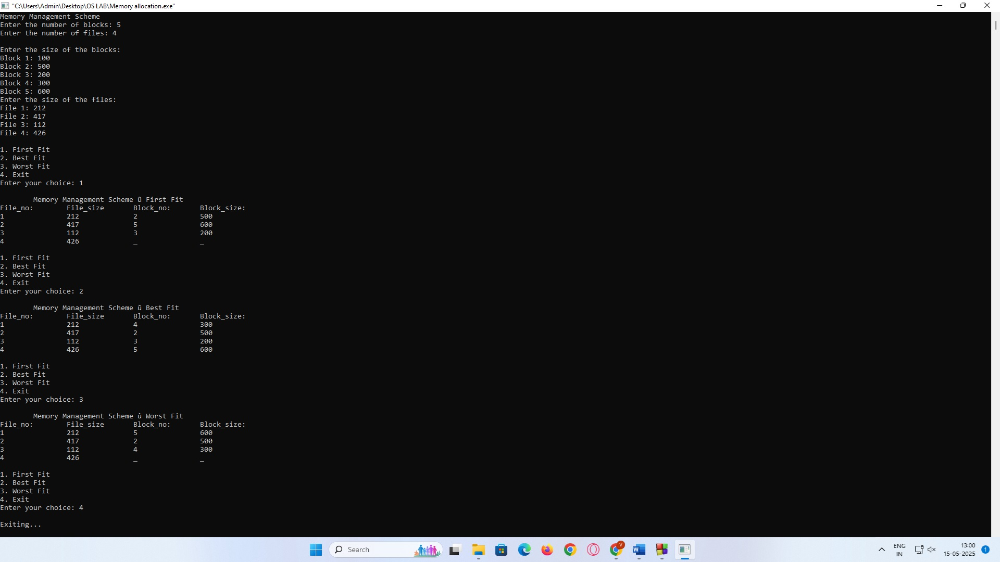 "C:\Users\Admin\Desktop\OS LAB\Memory allocation.exe"
Memory Management Scheme
Enter the number of blocks: 5
Enter the number of files: 4
Enter the size of the blocks:
Block 1: 100
Block 2: 500
Block 3: 200
Block 4: 300
Block 5: 600
Enter the size of the files:
File 1: 212
File 2: 417
File 3: 112
File 4: 426
1. First Fit
2. Best Fit
3. Worst Fit
4. Exit
Enter your choice: 1
Memory Management Scheme û First Fit
File_no: File_size Block_no: Block_size:
1 212 2 500
2 417 5 600
3 112 3 200
4 426 _ _
1. First Fit
2. Best Fit
3. Worst Fit
4. Exit
Enter your choice: 2
Memory Management Scheme û Best Fit
File_no: File_size Block_no: Block_size:
1 212 4 300
2 417 2 500
3 112 3 200
4 426 5 600
1. First Fit
2. Best Fit
3. Worst Fit
4. Exit
Enter your choice: 3
Memory Management Scheme û Worst Fit
File_no: File_size Block_no: Block_size:
1 212 5 600
2 417 2 500
3 112 4 300
4 426 _ _
1. First Fit
2. Best Fit
3. Worst Fit
4. Exit
Enter your choice: 4
Exiting...
Search
V
W
ENG
IN
13:00
15-05-2025
1